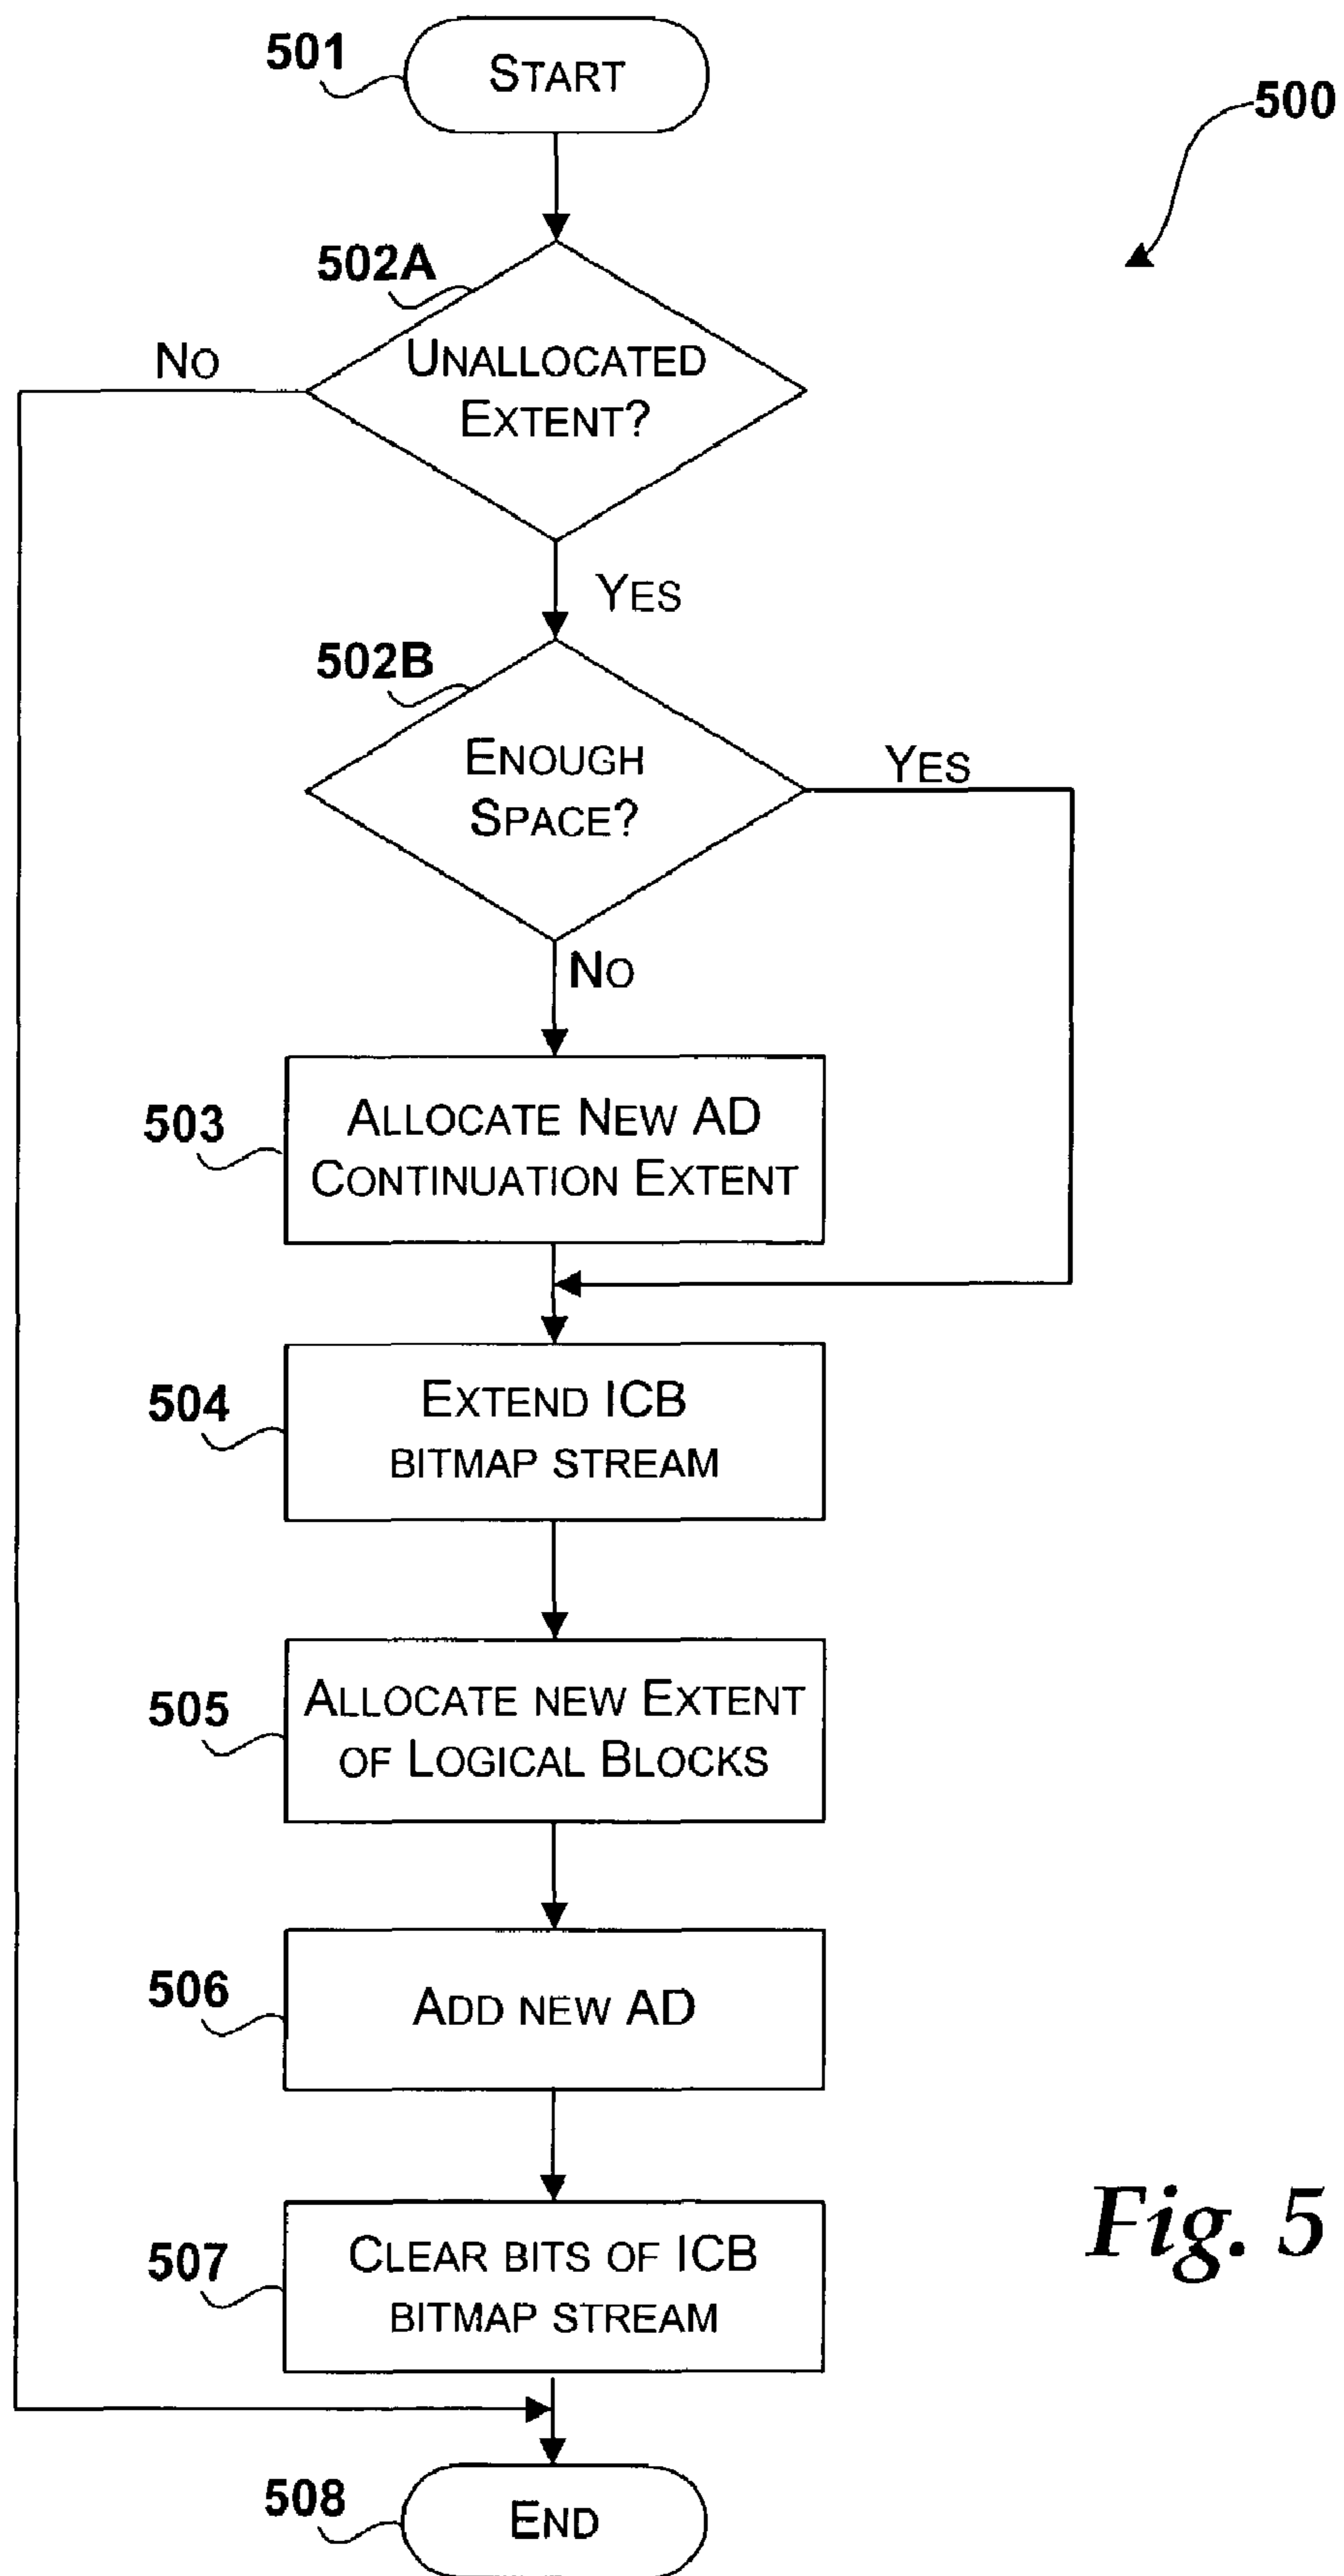 501
START
500
502A
NO
UNALLOCATED
EXTENT?
YES
502B
ENOUGH
SPACE?
YES
NO
503
ALLOCATE NEW AD
CONTINUATION EXTENT
504
EXTEND ICB
BITMAP STREAM
505
ALLOCATE NEW EXTENT
OF LOGICAL BLOCKS
506
ADD NEW AD
507
CLEAR BITS OF ICB
BITMAP STREAM
Fig. 5
508
END